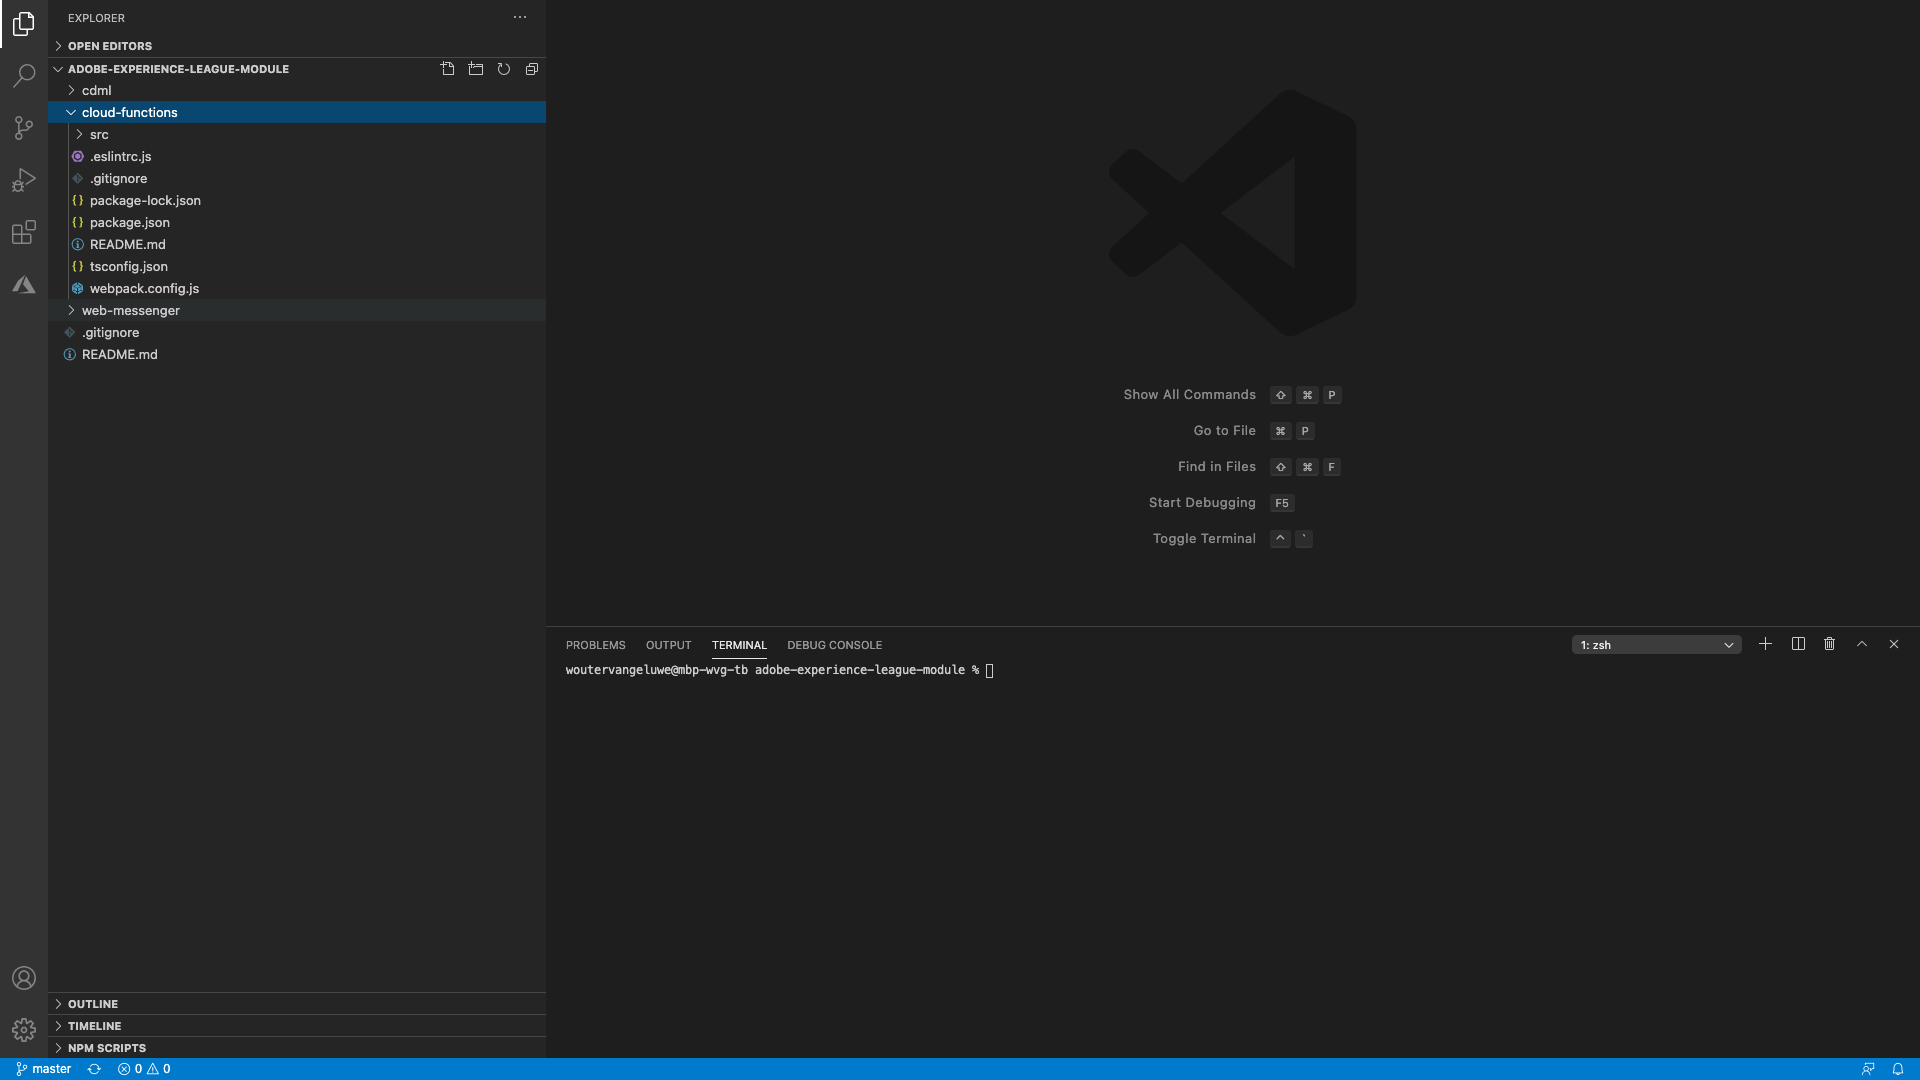 EXPLORER
OPEN EDITORS
ADOBE-EXPERIENCE-LEAGUE-MODULE
cdml
cloud-functions
src
.eslintrc.js
.gitignore
package-lock.json
package.json
README.md
tsconfig.json
webpack.config.js
web-messenger
.gitignore
README.md
OUTLINE
TIMELINE
NPM SCRIPTS
Show All Commands ⇧ ⌘ P
Go to File ⌘ P
Find in Files ⇧ ⌘ F
Start Debugging F5
Toggle Terminal ^ `
PROBLEMS OUTPUT TERMINAL DEBUG CONSOLE 1: zsh
woutervangeluwe@mbp-wvg-tb adobe-experience-league-module %
master 0 0